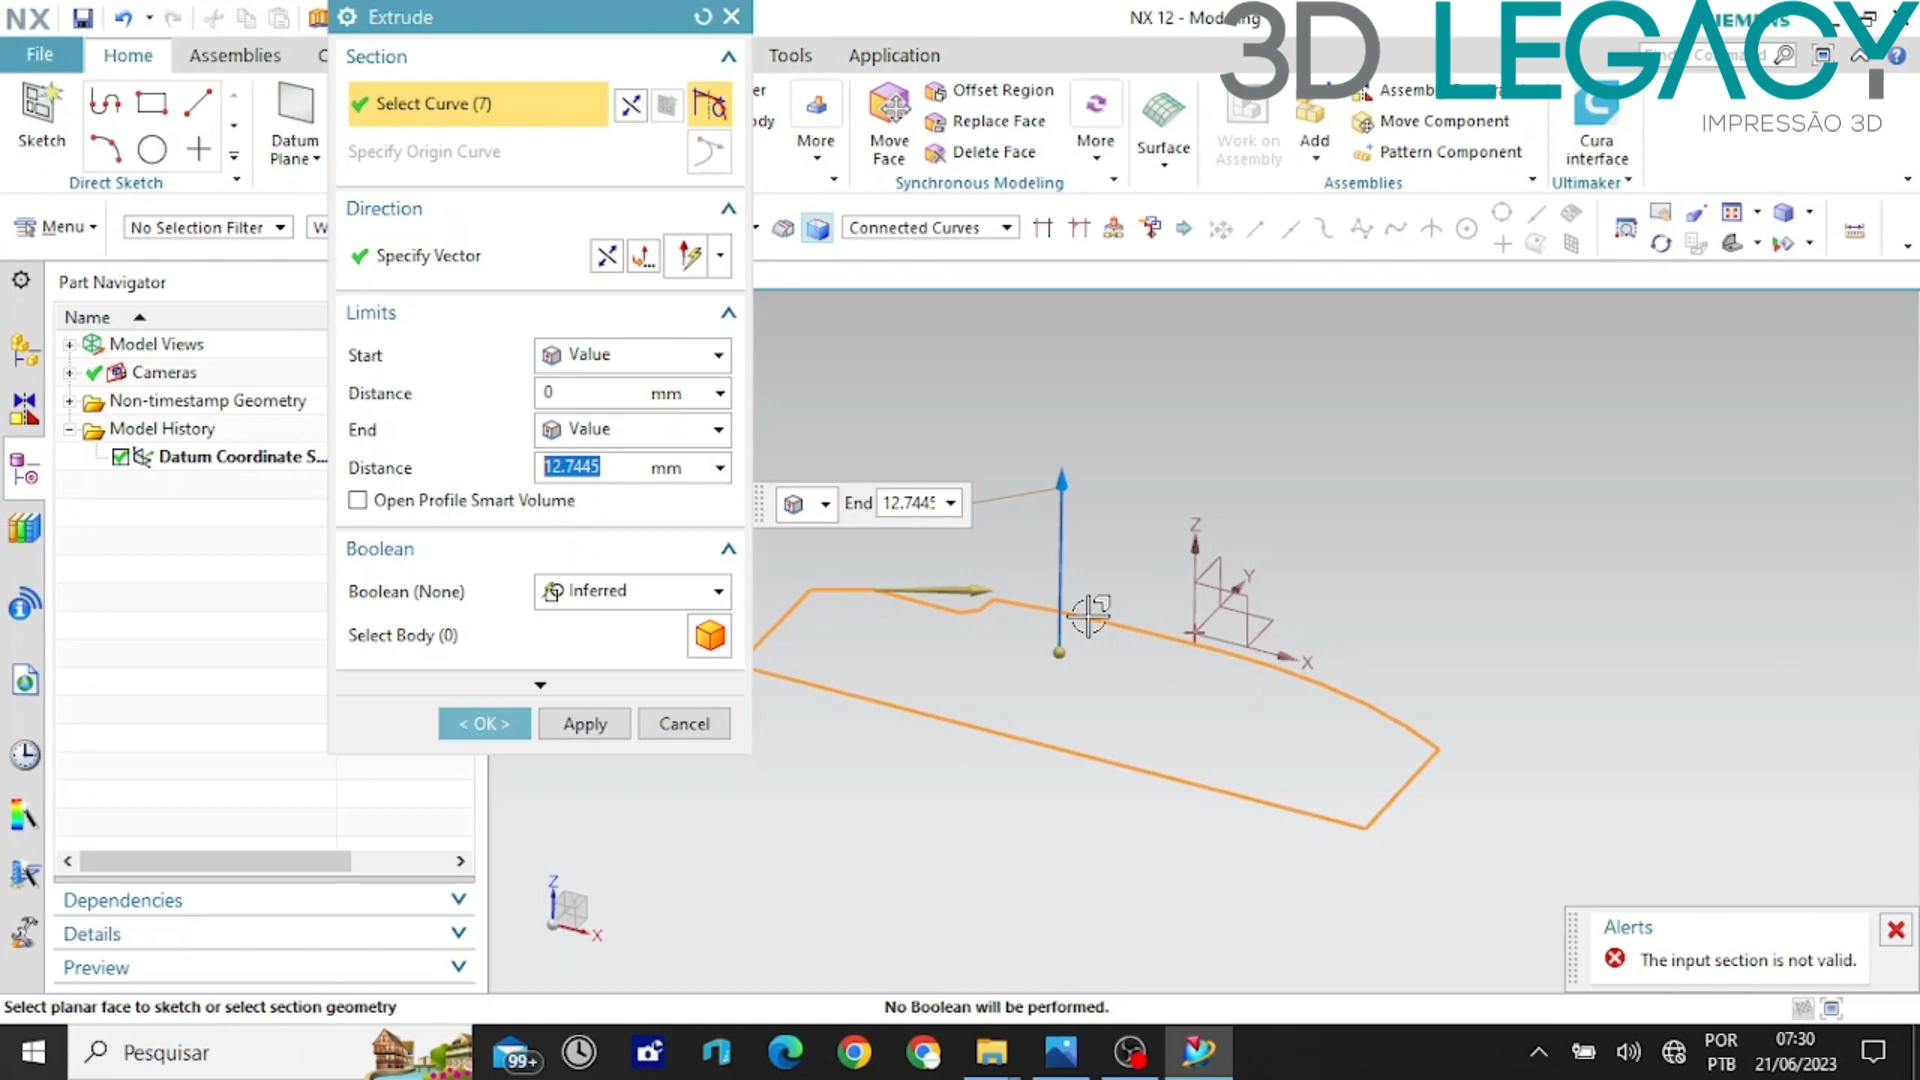 NX
Extrude
NX 12 - Modeling
SIEMENS
3D LEGACY
IMPRESSÃO 3D
File
Home
Assemblies
Tools
Application
Section
Select Curve (7)
Specify Origin Curve
Sketch
Datum
Plane
Direct Sketch
More
Move
Face
Offset Region
Replace Face
Delete Face
More
Synchronous Modeling
Surface
Work on
Assembly
Add
Move Component
Pattern Component
Assemblies
Cura
interface
Ultimaker
Direction
Specify Vector
Menu
No Selection Filter
W
Connected Curves
Part Navigator
Name
Model Views
Cameras
Non-timestamp Geometry
Model History
Datum Coordinate S...
Limits
Start
Value
Distance
0
mm
End
Value
Distance
12.7445
mm
Open Profile Smart Volume
End 12.744
Boolean
Boolean (None)
Inferred
Select Body (0)
< OK >
Apply
Cancel
Z
Y
X
Z
X
Dependencies
Details
Preview
Alerts
The input section is not valid.
Select planar face to sketch or select section geometry
No Boolean will be performed.
Pesquisar
99+
POR
PTB
07:30
21/06/2023